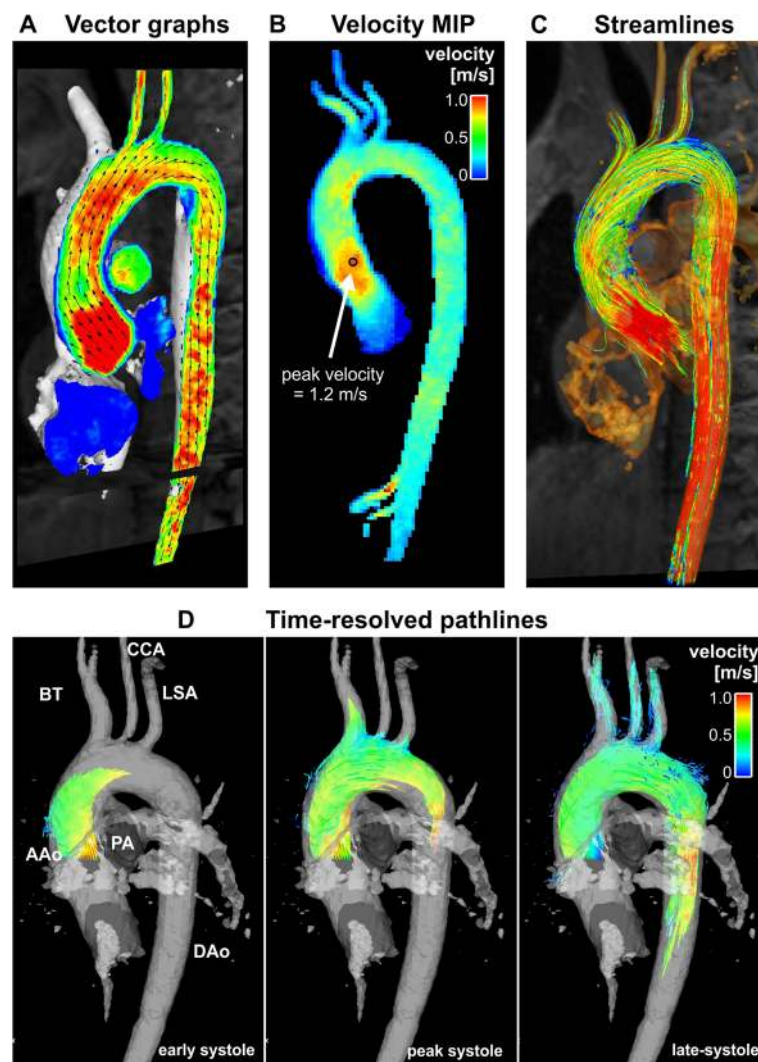 A Vector graphs
B Velocity MIP
velocity
[m/s]
1.0
0.5
0
peak velocity
= 1.2 m/s
C Streamlines
D Time-resolved pathlines
CCA
BT
LSA
PA
AAo
DAo
early systole
peak systole
velocity
[m/s]
1.0
0.5
0
late-systole